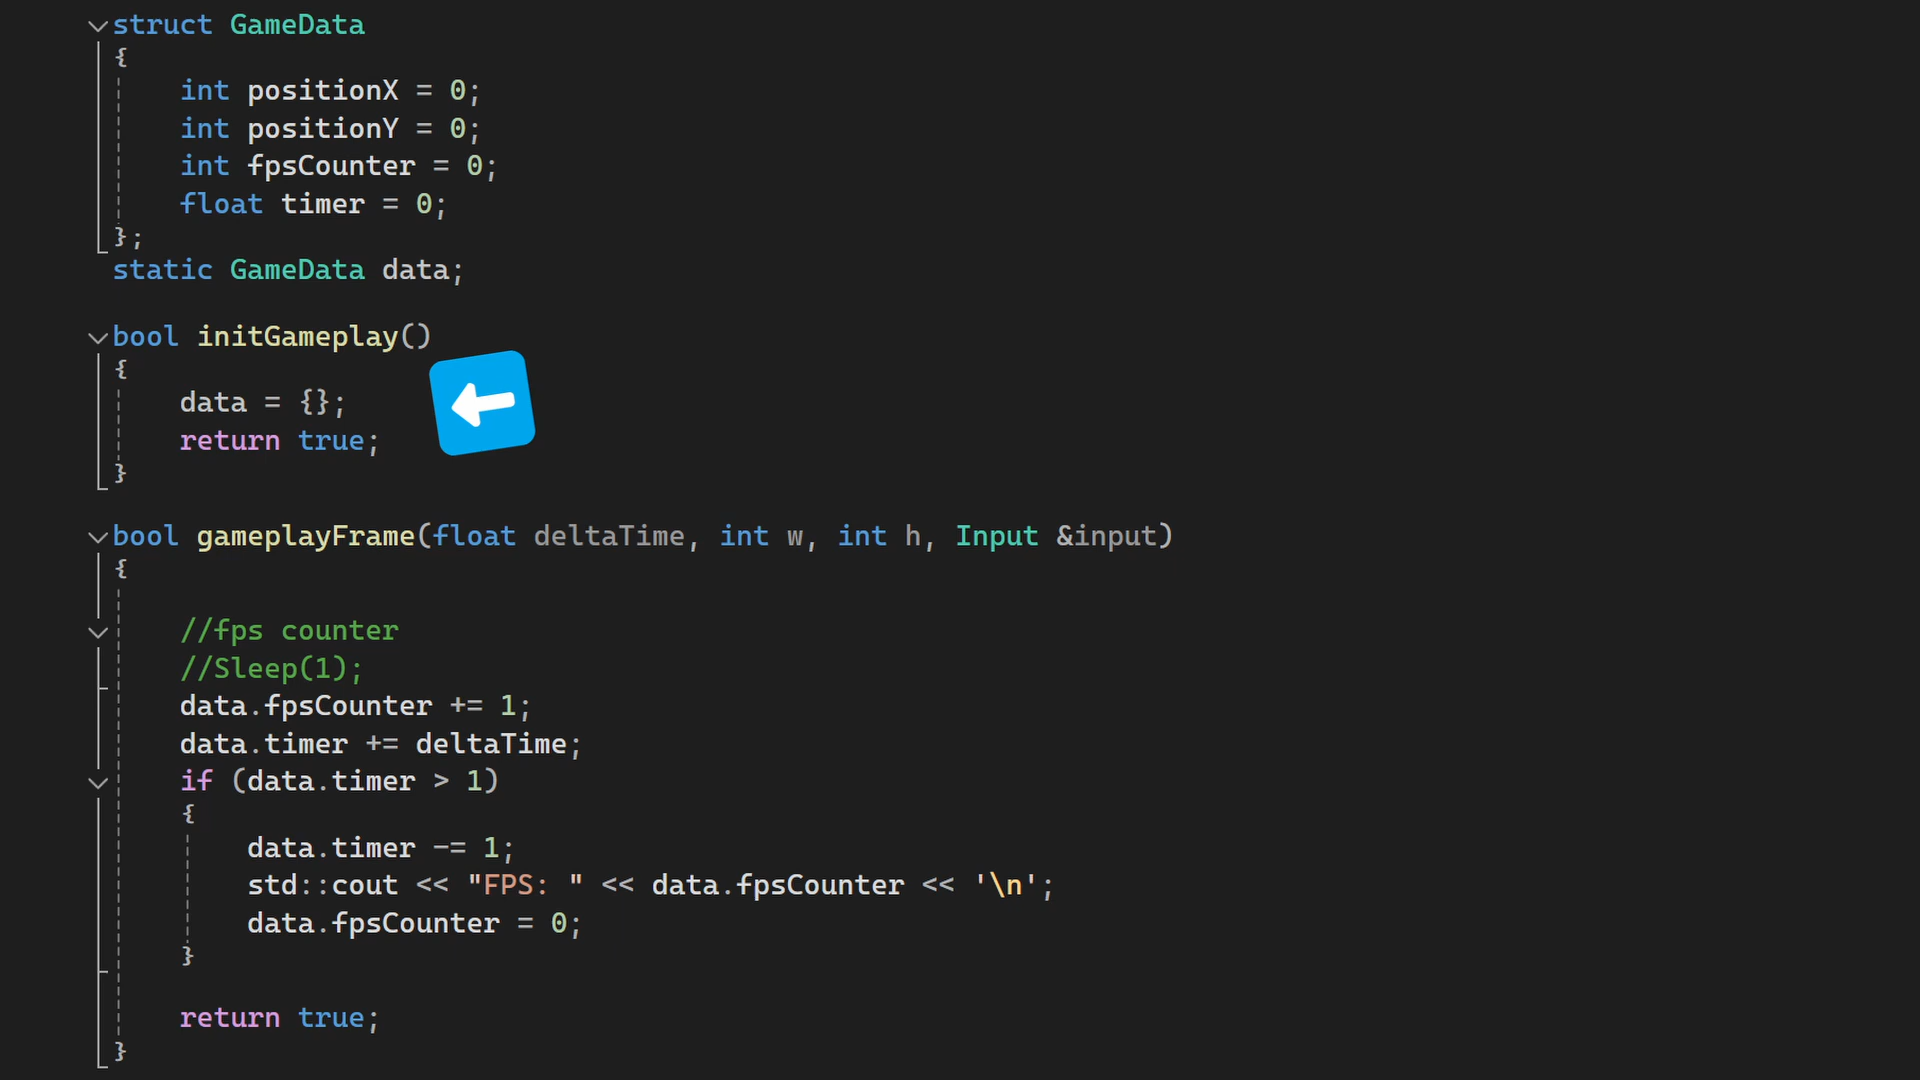 struct GameData
{
int positionX = 0;
int positionY = 0;
int fpsCounter = 0;
float timer = 0;
};
static GameData data;
bool initGameplay()
{
data = {};
return true;
}
bool gameplayFrame(float deltaTime, int w, int h, Input &input)
{
//fps counter
//Sleep(1);
data.fpsCounter += 1;
data.timer += deltaTime;
if (data.timer > 1)
{
data.timer -= 1;
std::cout << "FPS: " << data.fpsCounter << '\n';
data.fpsCounter = 0;
}
return true;
}